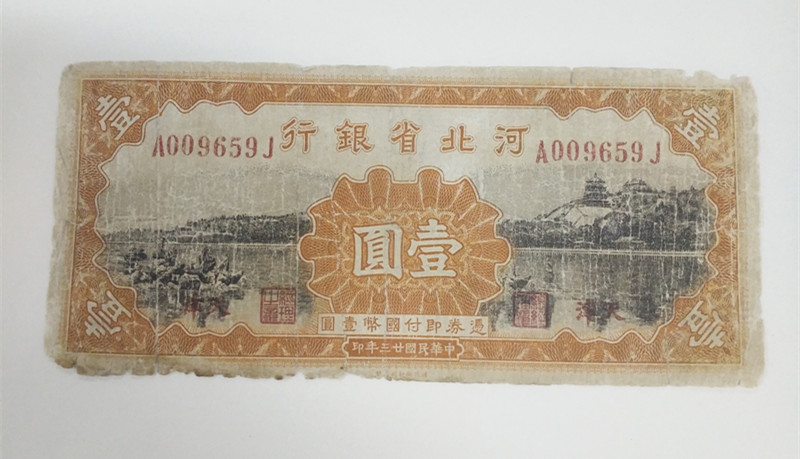 壹 壹
A009659J 河北省銀行 A009659J
壹圓
天津 天津
憑券即付國幣壹圓
壹 壹
中華民國廿三年印